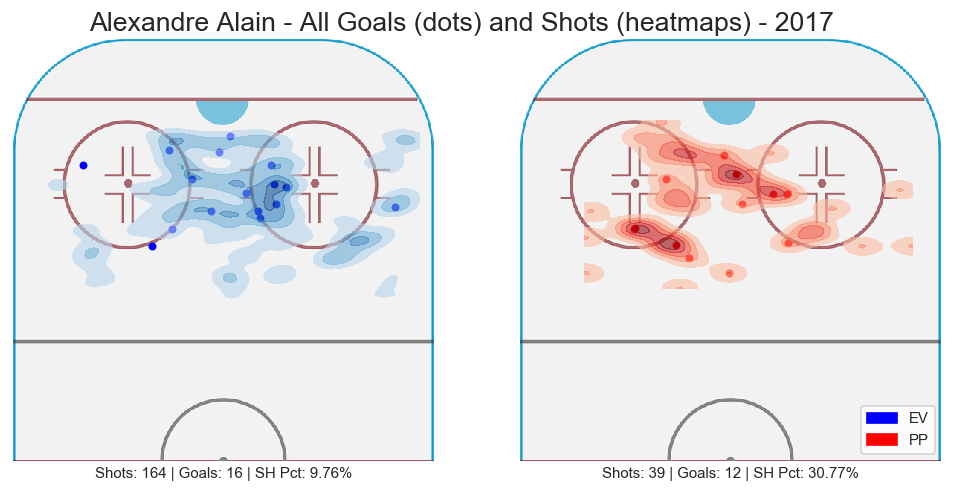 Alexandre Alain - All Goals (dots) and Shots (heatmaps) - 2017
EV
PP
Shots: 164 | Goals: 16 | SH Pct: 9.76%
Shots: 39 | Goals: 12 | SH Pct: 30.77%